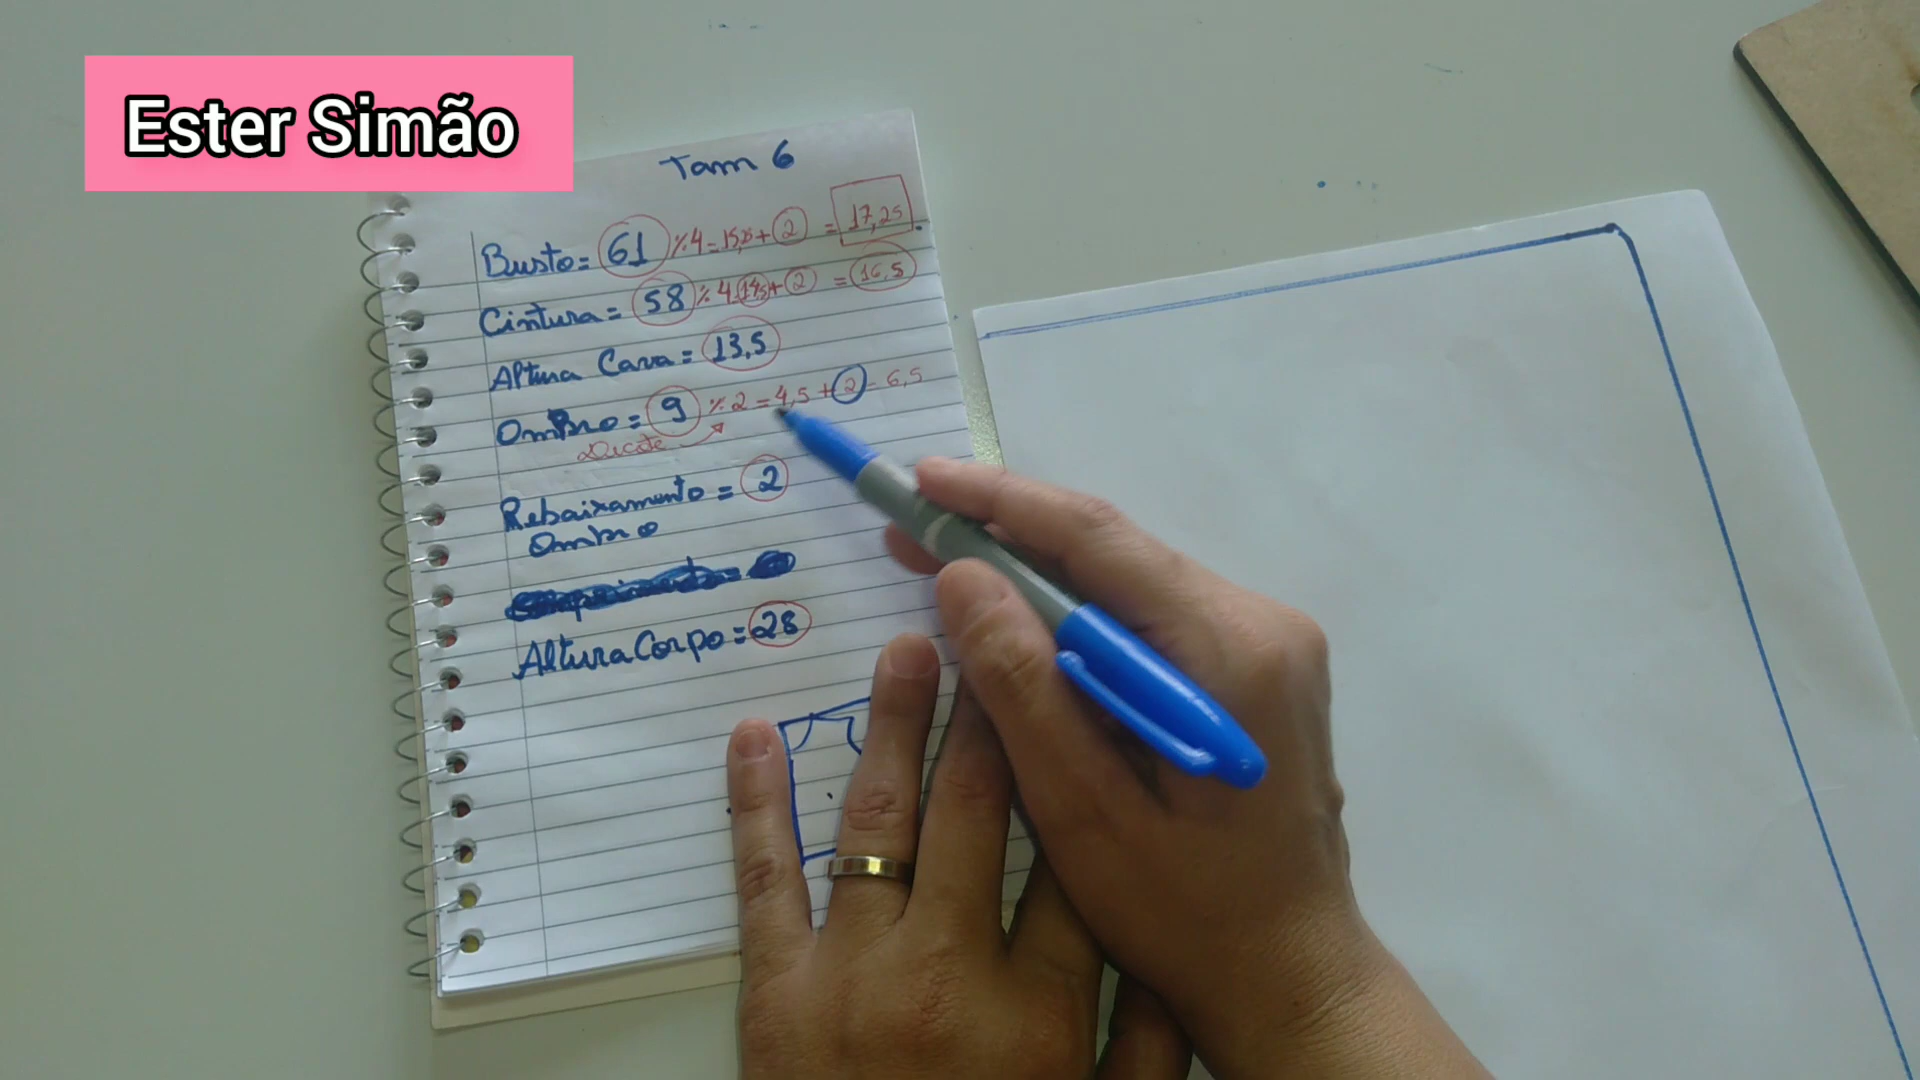 Ester Simão
Tam 6
Busto = 61 % 4 = 15,25 + 2 = 17,25
Cintura = 58 % 4 14,5 + 2 = 16,5
Altura Cava = 13,5
Ombro = 9 % 2 = 4,5 + 2 = 6,5
Decote
Rebaixamento = 2
Ombro
Altura Corpo = 28